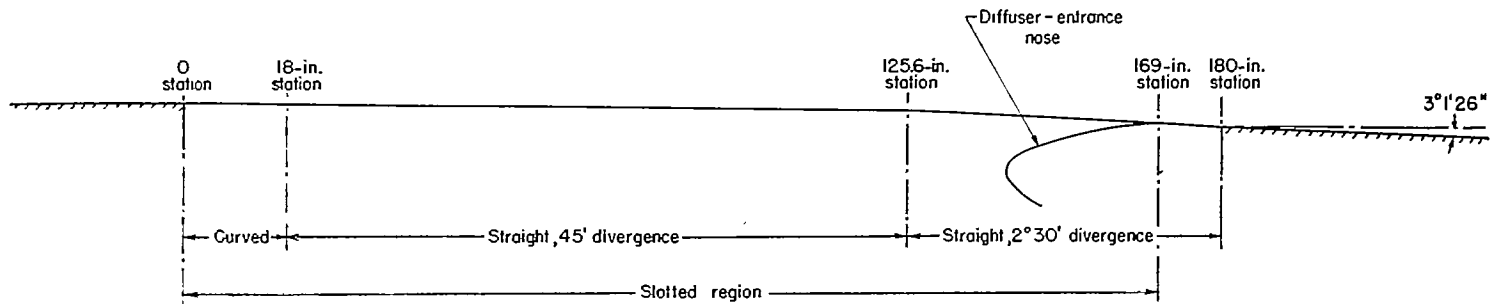 Diffuser-entrance
nose
0
station
18-in.
station
125.6-in.
station
169-in.
station
180-in.
station
3°1'26"
Curved
Straight, 45' divergence
Straight, 2°30' divergence
Slotted region